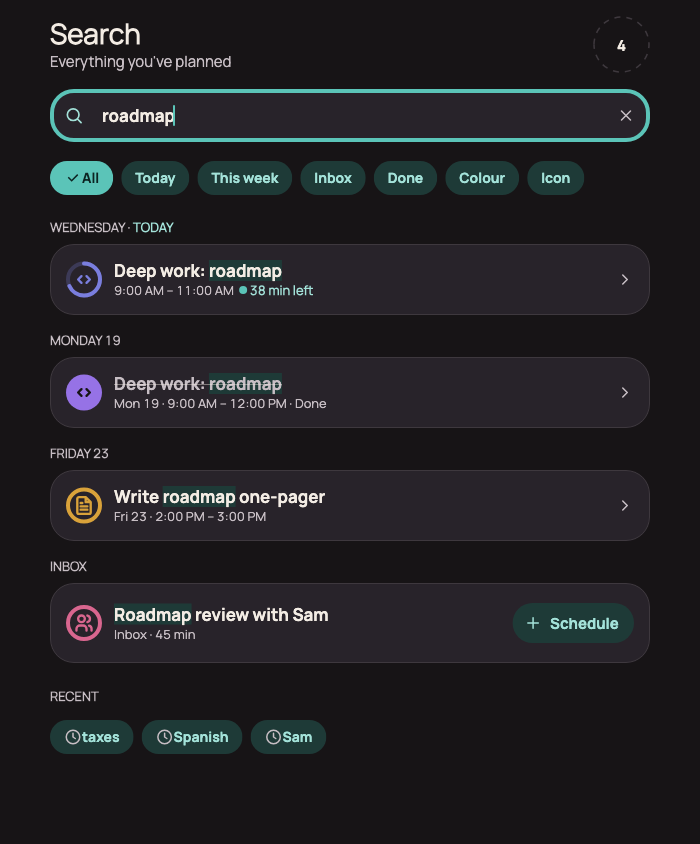 Search
4
Everything you've planned
roadmap
All
Today
This week
Inbox
Done
Colour
Icon
WEDNESDAY · TODAY
Deep work: roadmap
9:00 AM – 11:00 AM 38 min left
MONDAY 19
Deep work: roadmap
Mon 19 · 9:00 AM – 12:00 PM · Done
FRIDAY 23
Write roadmap one-pager
Fri 23 · 2:00 PM – 3:00 PM
INBOX
Roadmap review with Sam
Inbox · 45 min
Schedule
RECENT
taxes
Spanish
Sam